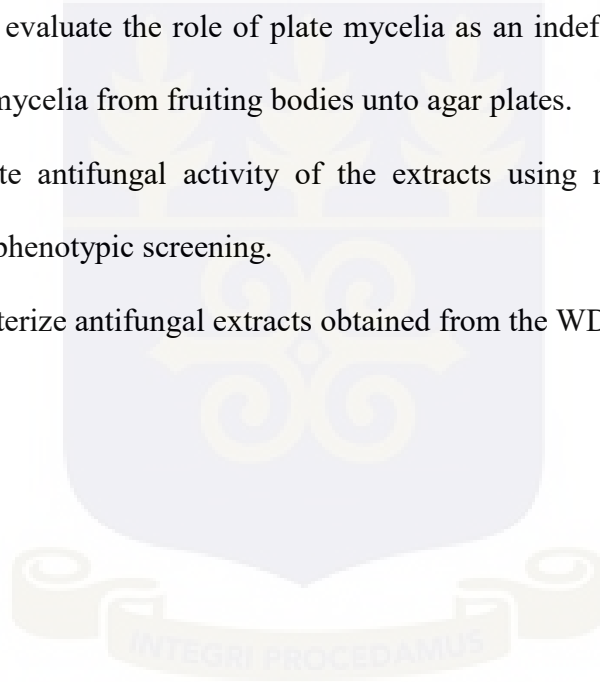 evaluate the role of plate mycelia as an indef
mycelia from fruiting bodies unto agar plates.
te antifungal activity of the extracts using
phenotypic screening.
terize antifungal extracts obtained from the WD
INTEGRI PROCEDAMUS